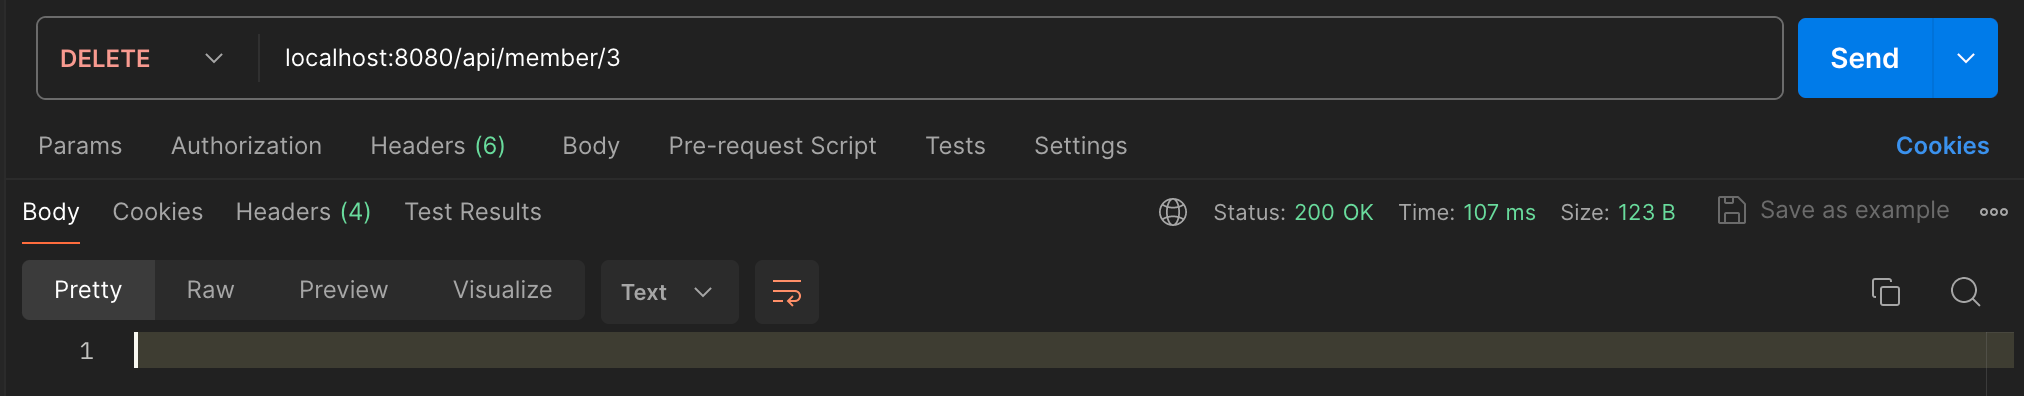 DELETE localhost:8080/api/member/3 Send
Params Authorization Headers (6) Body Pre-request Script Tests Settings Cookies
Body Cookies Headers (4) Test Results Status: 200 OK Time: 107 ms Size: 123 B Save as example
Pretty Raw Preview Visualize Text
1